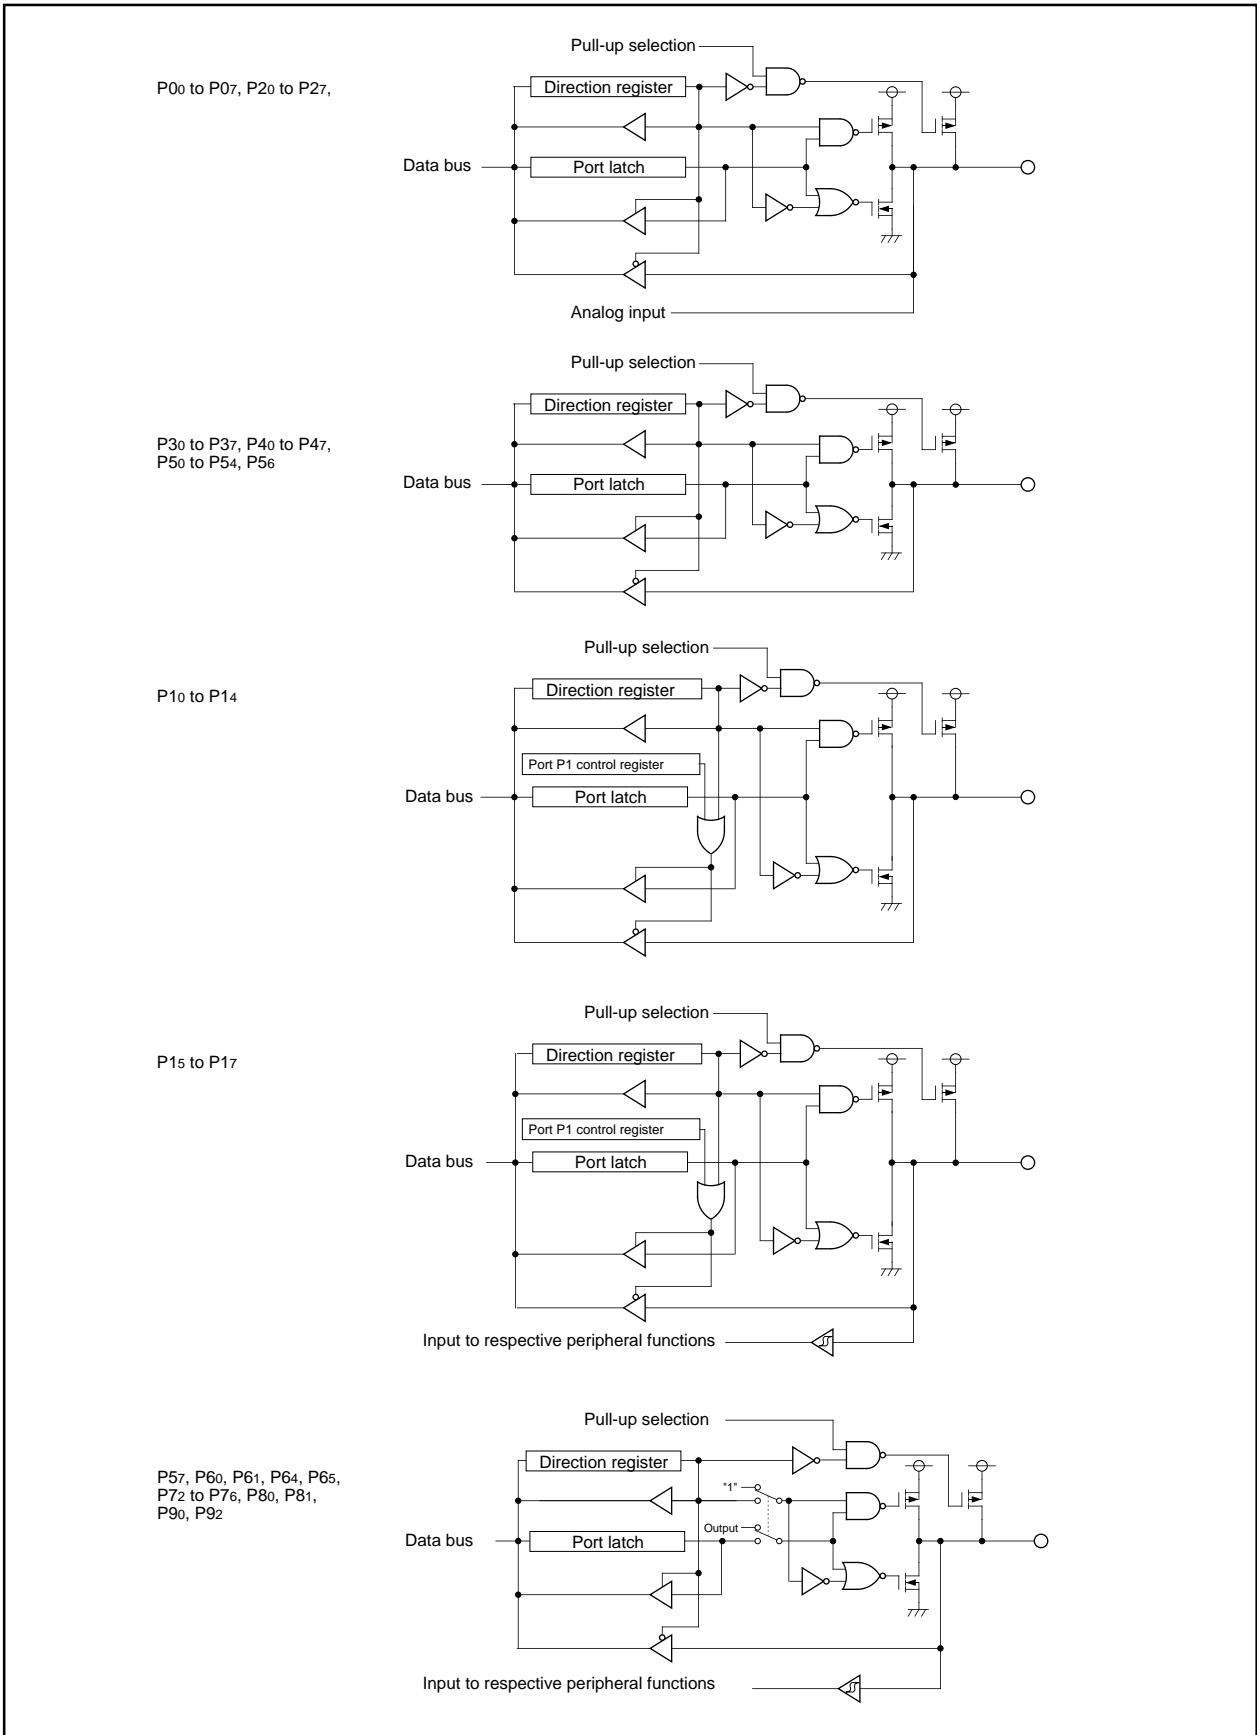 Pull-up selection
P00 to P07, P20 to P27,
Direction register
Data bus
Port latch
Analog input
Pull-up selection
Direction register
P30 to P37, P40 to P47,
P50 to P54, P56
Data bus
Port latch
Pull-up selection
P10 to P14
Direction register
Port P1 control register
Data bus
Port latch
Pull-up selection
P15 to P17
Direction register
Port P1 control register
Data bus
Port latch
Input to respective peripheral functions
Pull-up selection
Direction register
P57, P60, P61, P64, P65,
P72 to P76, P80, P81,
P90, P92
"1"
Output
Data bus
Port latch
Input to respective peripheral functions